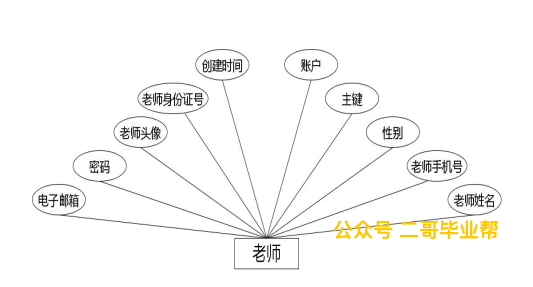 创建时间
账户
老师身份证号
主键
老师头像
性别
密码
老师手机号
电子邮箱
老师姓名
公众号 二哥毕业帮
老师